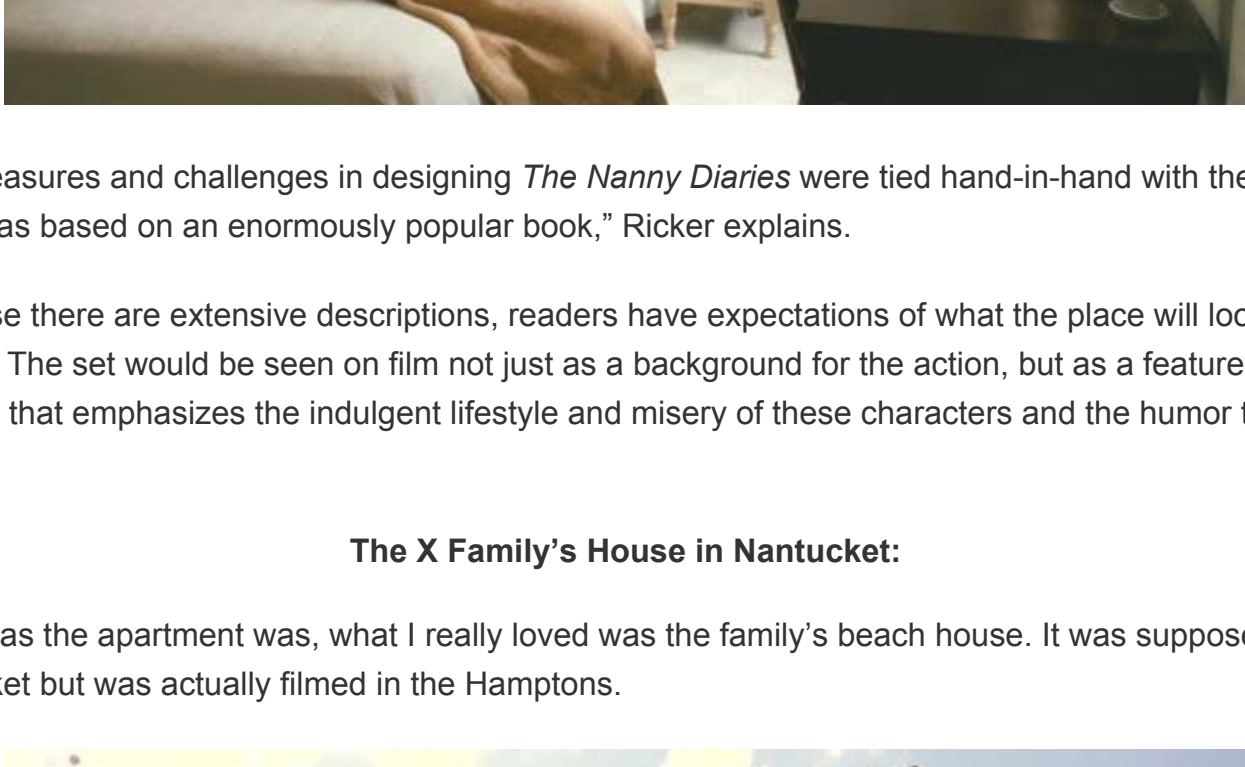 easures and challenges in designing The Nanny Diaries were tied hand-in-hand with the
as based on an enormously popular book,” Ricker explains.
se there are extensive descriptions, readers have expectations of what the place will loo
The set would be seen on film not just as a background for the action, but as a feature
that emphasizes the indulgent lifestyle and misery of these characters and the humor t
The X Family’s House in Nantucket:
as the apartment was, what I really loved was the family’s beach house. It was suppose
ket but was actually filmed in the Hamptons.